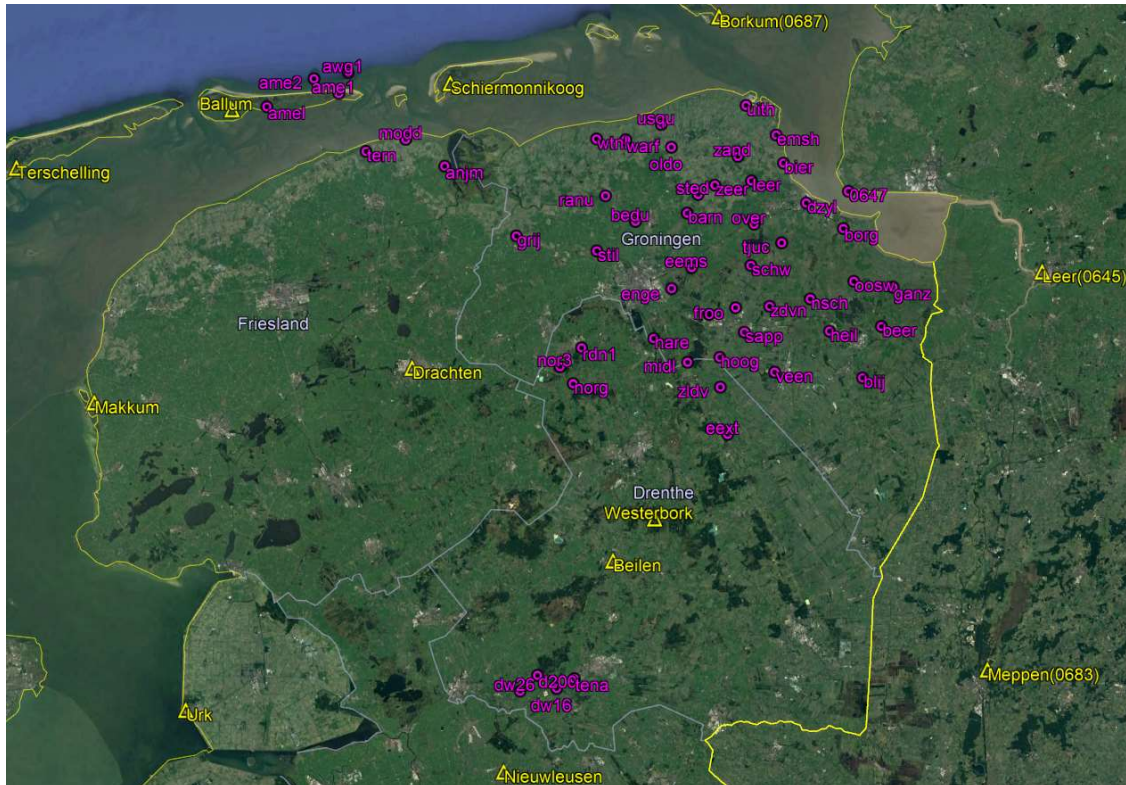 Borkum(0687)
awg1
ame2
ame1
Schiermonnikoog
Ballum
amel
usqu
uith
mogd
wtnl
warf
emsh
tern
oldo
zand
anjm
bier
Terschelling
sted
zeer
leer
0647
ranu
dzyl
bedu
barn
over
borg
grij
Groningen
tjuc
stil
eems
schw
Leer(0645)
enge
oosw
ganz
nsch
froo
zdvn
Friesland
sapp
heil
beer
hare
rdn1
nor3
midl
hoog
Drachten
veen
blij
norg
zldv
Makkum
eext
Drenthe
Westerbork
Beilen
Meppen(0683)
dw26
d200
tena
dw16
Urk
Nieuwleusen